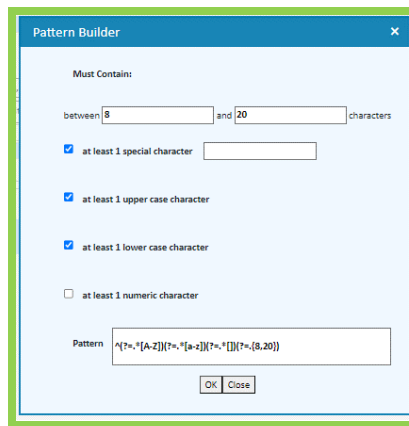 Pattern Builder ×
Must Contain:
between 8 and 20 characters
at least 1 special character
at least 1 upper case character
at least 1 lower case character
at least 1 numeric character
Pattern ^(?=.*[A-Z])(?=.*[a-z])(?=.*[])(?=.{8,20})
OK Close